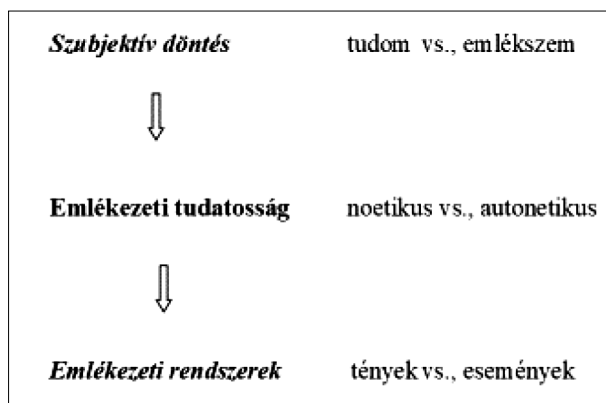 Szubjektív döntés tudom vs., emlékszem
Emlékezeti tudatosság noetikus vs., autonetikus
Emlékezeti rendszerek tények vs., események